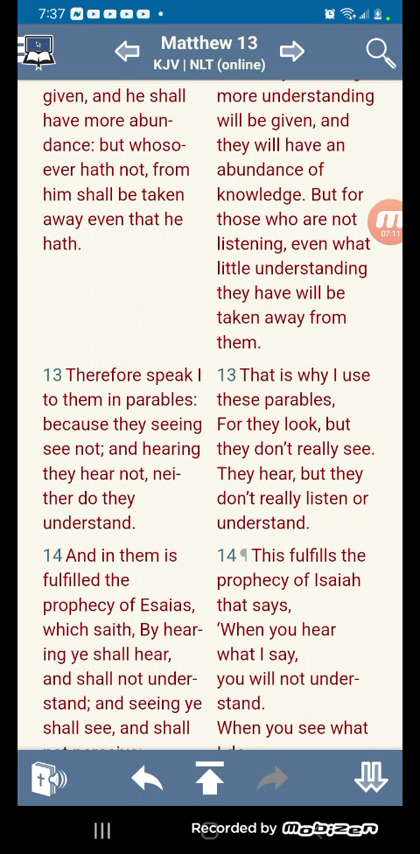 7:37
Matthew 13
KJV | NLT (online)
given, and he shall
have more abun-
dance: but whoso-
ever hath not, from
him shall be taken
away even that he
hath.
more understanding
will be given, and
they will have an
abundance of
knowledge. But for
those who are not
listening, even what
little understanding
they have will be
taken away from
them.
07:11
13 Therefore speak I
to them in parables:
because they seeing
see not; and hearing
they hear not, nei-
ther do they
understand.
13 That is why I use
these parables,
For they look, but
they don’t really see.
They hear, but they
don’t really listen or
understand.
14 And in them is
fulfilled the
prophecy of Esaias,
which saith, By hear-
ing ye shall hear,
and shall not under-
stand; and seeing ye
shall see, and shall
14 ¶ This fulfills the
prophecy of Isaiah
that says,
‘When you hear
what I say,
you will not under-
stand.
When you see what
Recorded by mobizen